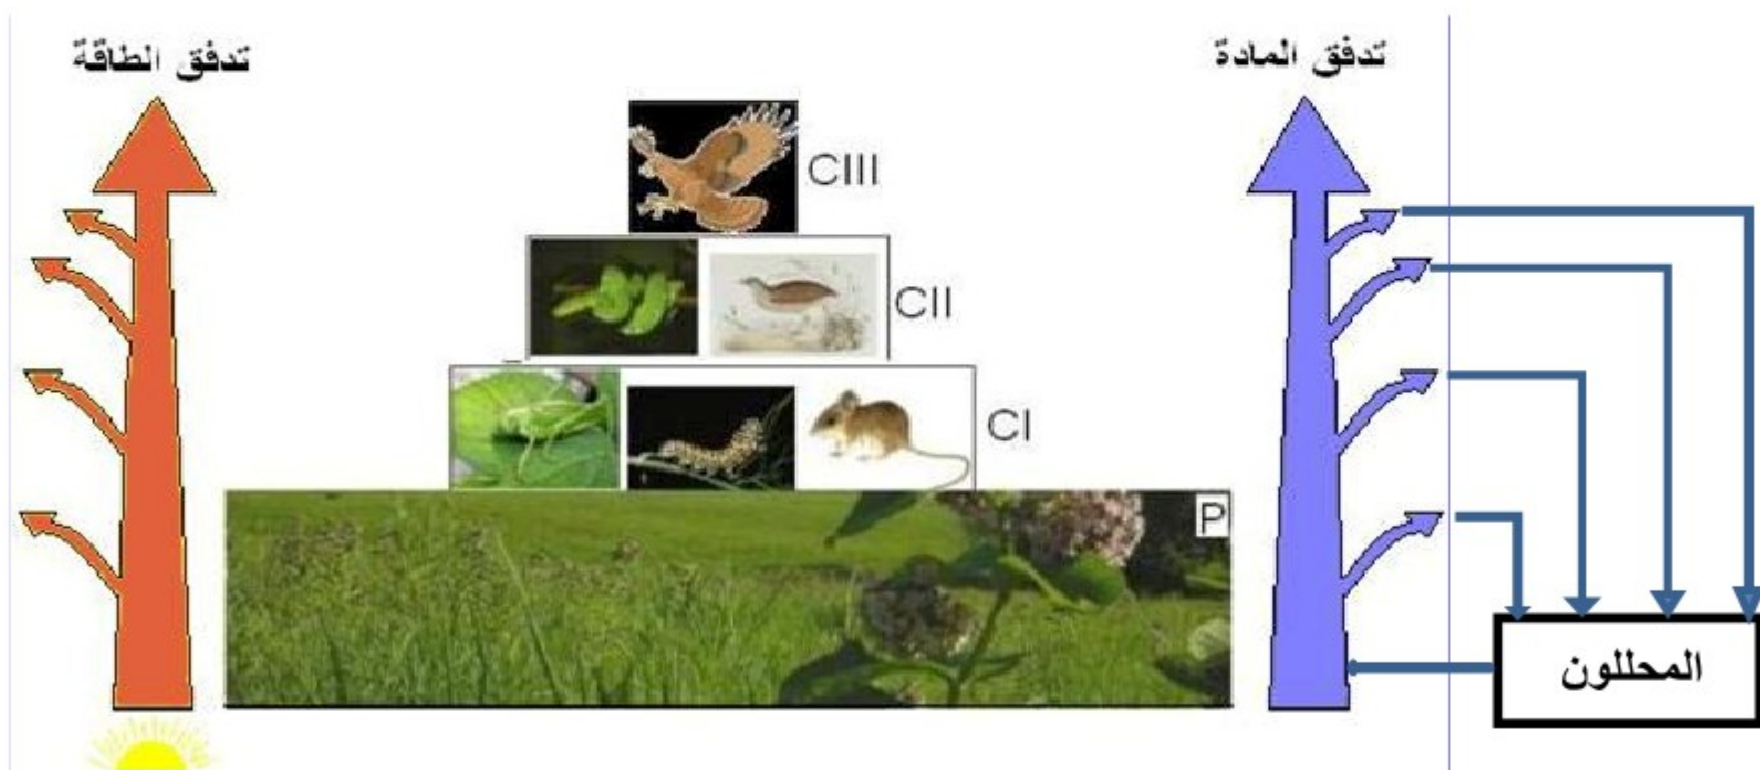 تدفق المادة
تدفق الطاقة
CIII
CII
CI
P
المحللون